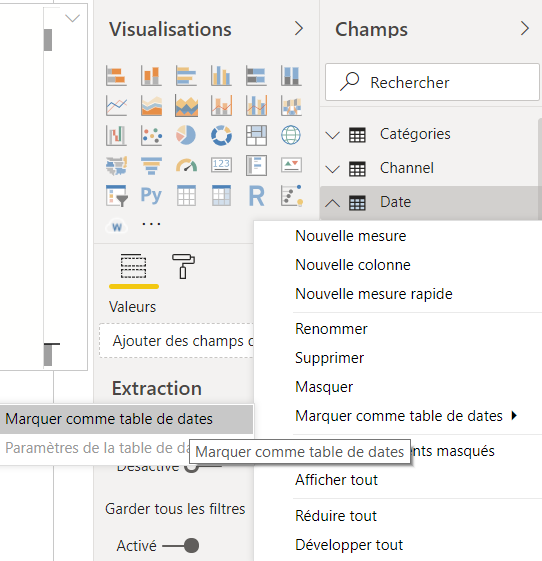 Visualisations
Champs
Rechercher
Catégories
Channel
Date
123
Py
R
W
Nouvelle mesure
Nouvelle colonne
Nouvelle mesure rapide
Valeurs
Ajouter des champs
Renommer
Supprimer
Masquer
Extraction
Marquer comme table de dates
Marquer comme table de dates
Paramètres de la table de
Marquer comme table de dates
masqués
Désactivé
Afficher tout
Garder tous les filtres
Réduire tout
Activé
Développer tout